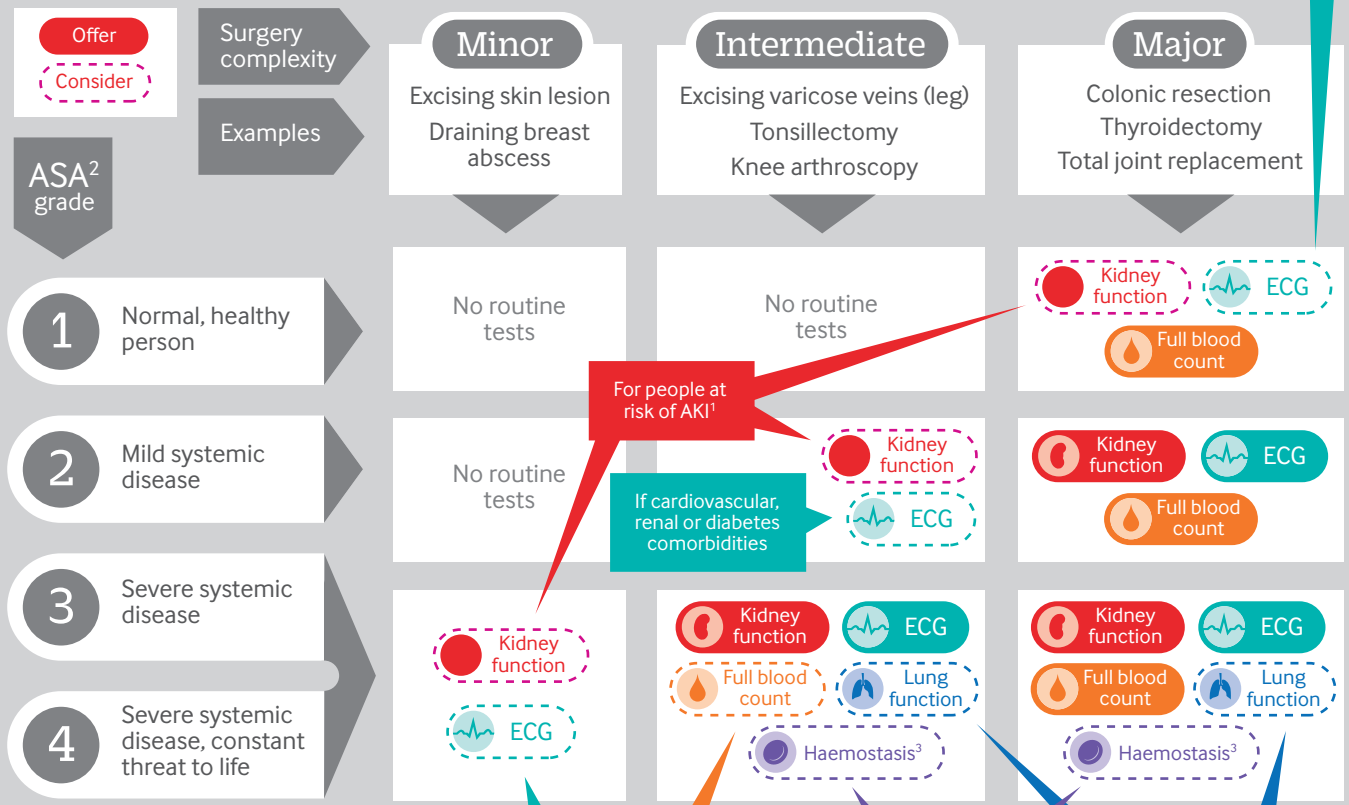 Offer
Consider
Surgery
complexity
Examples
ASA²
grade
Minor
Excising skin lesion
Draining breast
abscess
Intermediate
Excising varicose veins (leg)
Tonsillectomy
Knee arthroscopy
Major
Colonic resection
Thyroidectomy
Total joint replacement
1
Normal, healthy
person
No routine
tests
No routine
tests
Kidney
function
ECG
Full blood
count
For people at
risk of AKI¹
2
Mild systemic
disease
No routine
tests
Kidney
function
If cardiovascular,
renal or diabetes
comorbidities
ECG
Kidney
function
ECG
Full blood
count
3
Severe systemic
disease
4
Severe systemic
disease, constant
threat to life
Kidney
function
ECG
Kidney
function
ECG
Full blood
count
Lung
function
Haemostasis³
Kidney
function
ECG
Full blood
count
Lung
function
Haemostasis³